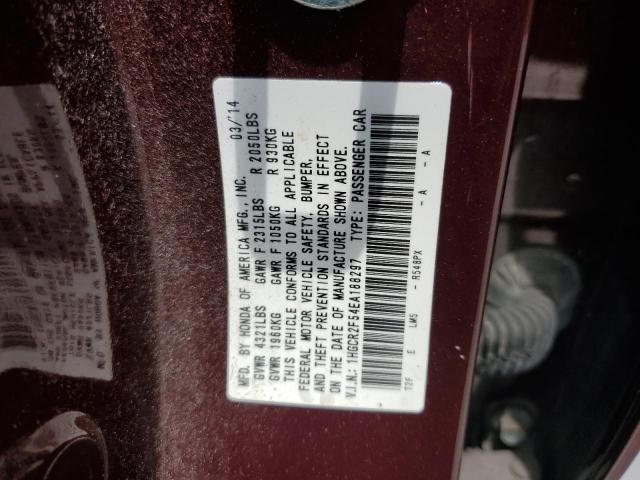 MFD. BY HONDA OF AMERICA MFG., INC. 03/'14
GVWR 4321LBS GAWR F 2315LBS R 2050LBS
GVWR 1960KG GAWR F 1050KG R 930KG
THIS VEHICLE CONFORMS TO ALL APPLICABLE
FEDERAL MOTOR VEHICLE SAFETY, BUMPER,
AND THEFT PREVENTION STANDARDS IN EFFECT
ON THE DATE OF MANUFACTURE SHOWN ABOVE.
V.I.N.: 1HGCR2F54EA188297 TYPE: PASSENGER CAR
12F E LM5 - R548PX - A - A